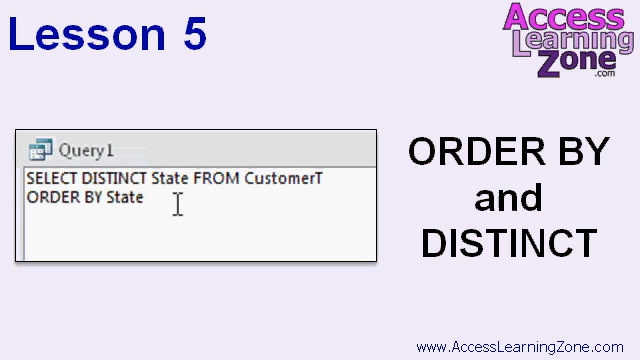 Lesson 5
Access
Learning
Zone
.com
Query1
SELECT DISTINCT State FROM CustomerT
ORDER BY State
ORDER BY
and
DISTINCT
www.AccessLearningZone.com